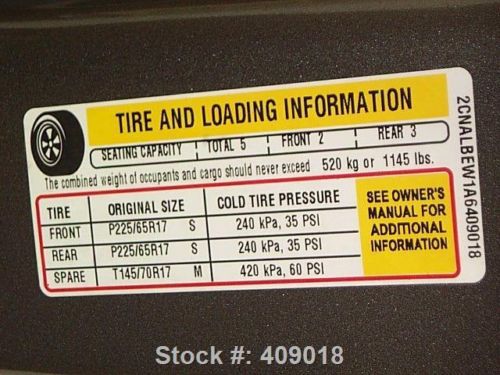 TIRE AND LOADING INFORMATION
SEATING CAPACITY TOTAL 5 FRONT 2 REAR 3
The combined weight of occupants and cargo should never exceed 520 kg or 1145 lbs.
TIRE ORIGINAL SIZE COLD TIRE PRESSURE
FRONT P225/65R17 S 240 kPa, 35 PSI
REAR P225/65R17 S 240 kPa, 35 PSI
SPARE T145/70R17 M 420 kPa, 60 PSI
SEE OWNER'S
MANUAL FOR
ADDITIONAL
INFORMATION
2CNALBEW1A6409018
Stock #: 409018